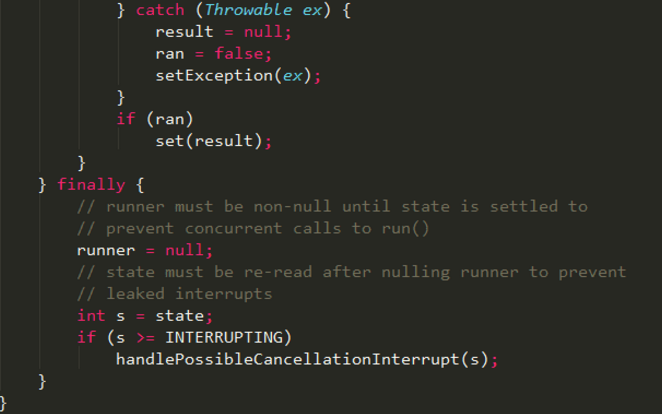 } catch (Throwable ex) {
result = null;
ran = false;
setException(ex);
}
if (ran)
set(result);
}
} finally {
// runner must be non-null until state is settled to
// prevent concurrent calls to run()
runner = null;
// state must be re-read after nulling runner to prevent
// leaked interrupts
int s = state;
if (s >= INTERRUPTING)
handlePossibleCancellationInterrupt(s);
}
}